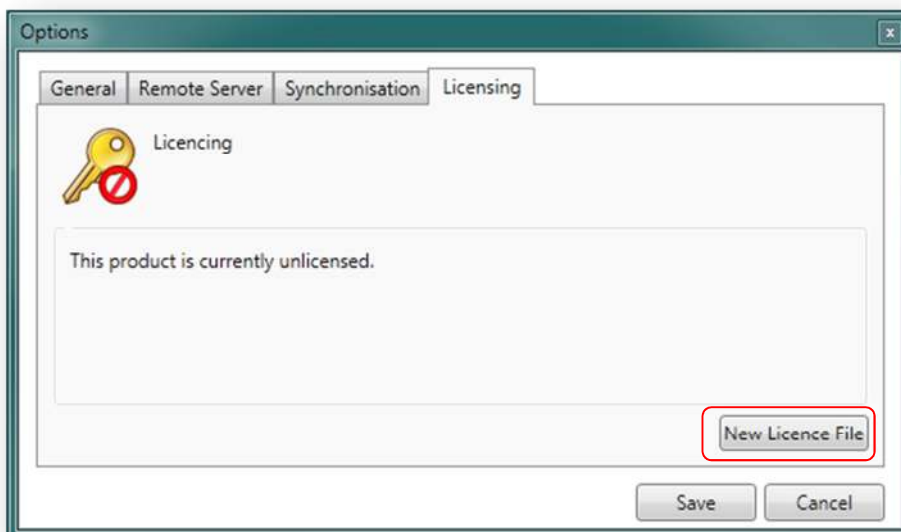 Options
x
General Remote Server Synchronisation Licensing
Licencing
This product is currently unlicensed.
New Licence File
Save Cancel